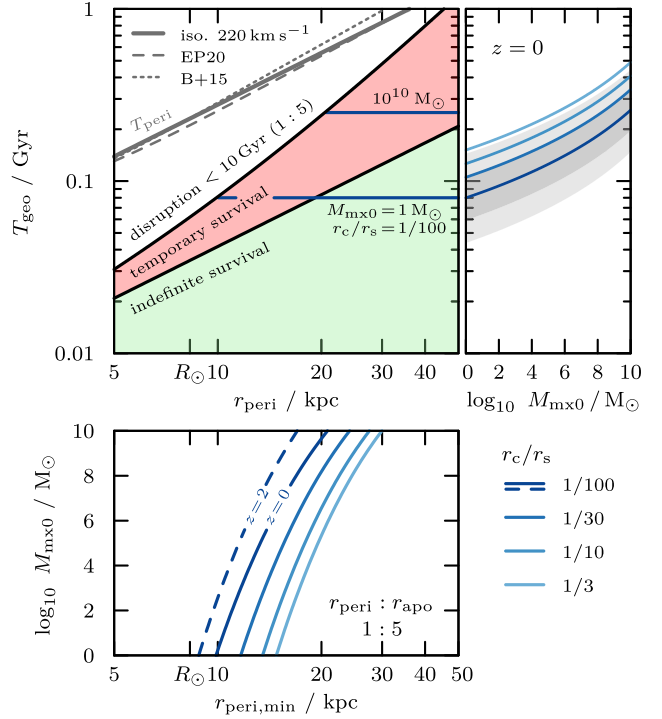 iso. 220 km s⁻¹
EP20
B+15
z = 0
T_peri
10¹⁰ M⊙
disruption < 10 Gyr (1 : 5)
temporary survival
indefinite survival
M_mx0 = 1 M⊙
r_c/r_s = 1/100
T_geo / Gyr
1
0.1
0.01
5 R⊙ 10 20 30 50
r_peri / kpc
0 2 4 6 8 10
log₁₀ M_mx0 / M⊙
log₁₀ M_mx0 / M⊙
10
8
6
4
2
0
z = 2
z = 0
r_peri : r_apo
1 : 5
5 R⊙ 10 20 30 40 50
r_peri,min / kpc
r_c/r_s
1/100
1/30
1/10
1/3